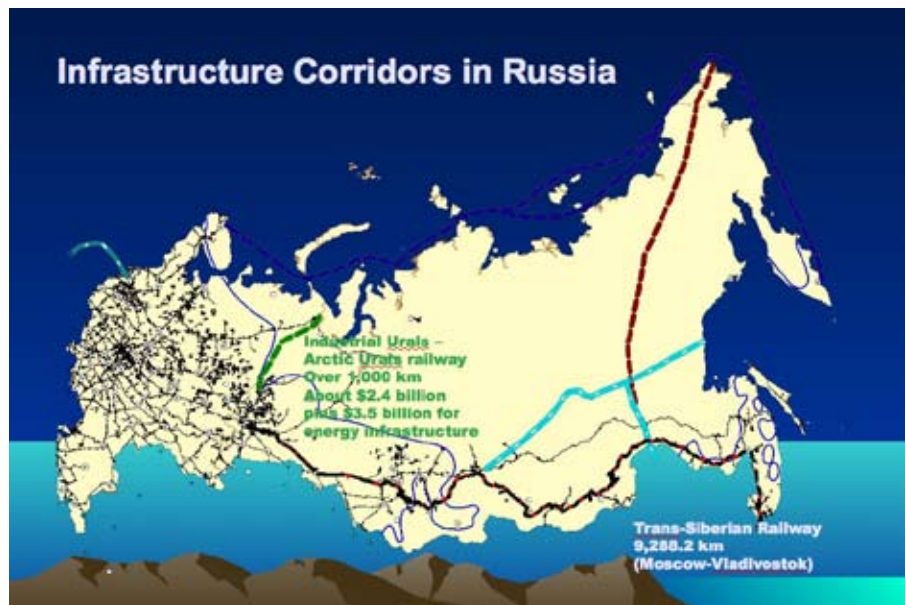 Infrastructure Corridors in Russia
Industrial Urals –
Arctic Urals railway
Over 1,000 km
About $2.4 billion
plus $3.5 billion for
energy infrastructure
Trans-Siberian Railway
9,288.2 km
(Moscow-Vladivostok)